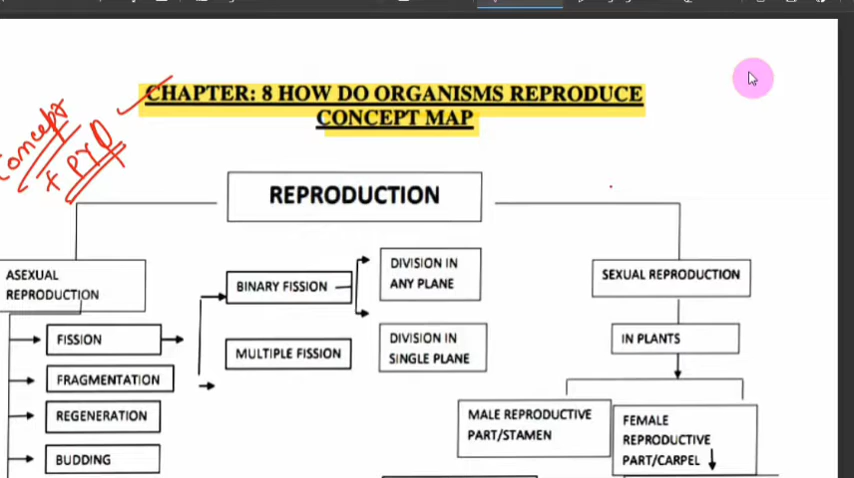 CHAPTER: 8 HOW DO ORGANISMS REPRODUCE
CONCEPT MAP
Concept
+ PYQ
REPRODUCTION
ASEXUAL
REPRODUCTION
FISSION
FRAGMENTATION
REGENERATION
BUDDING
BINARY FISSION
MULTIPLE FISSION
DIVISION IN
ANY PLANE
DIVISION IN
SINGLE PLANE
SEXUAL REPRODUCTION
IN PLANTS
MALE REPRODUCTIVE
PART/STAMEN
FEMALE
REPRODUCTIVE
PART/CARPEL